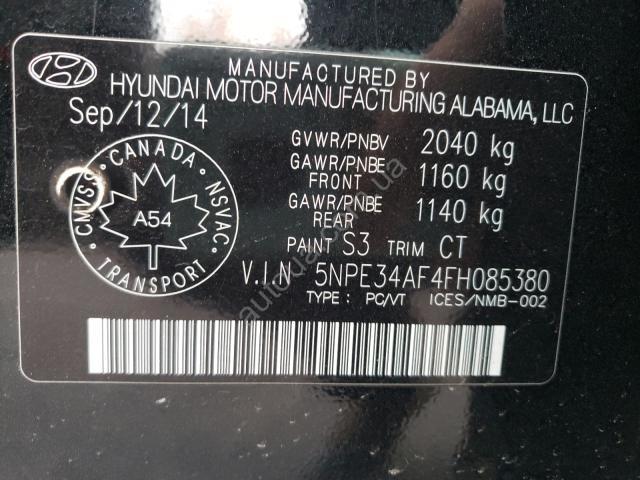 MANUFACTURED BY
HYUNDAI MOTOR MANUFACTURING ALABAMA, LLC
Sep/12/14
GVWR/PNBV 2040 kg
GAWR/PNBE FRONT 1160 kg
GAWR/PNBE REAR 1140 kg
PAINT S3 TRIM CT
V.I.N 5NPE34AF4FH085380
TYPE : PC/VT ICES/NMB-002
CANADA
CMVSS
NSVAC
A54
TRANSPORT